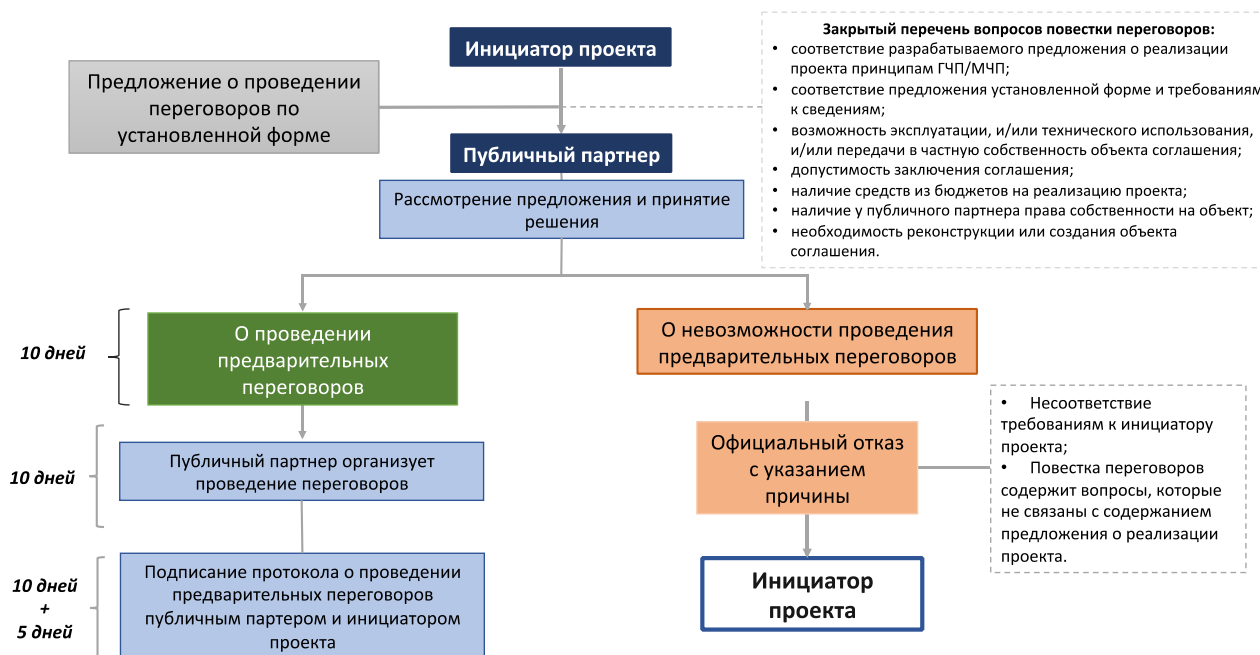 Инициатор проекта
Предложение о проведении
переговоров по
установленной форме
Закрытый перечень вопросов повестки переговоров:
• соответствие разрабатываемого предложения о реализации
проекта принципам ГЧП/МЧП;
• соответствие предложения установленной форме и требованиям
к сведениям;
• возможность эксплуатации, и/или технического использования,
и/или передачи в частную собственность объекта соглашения;
• допустимость заключения соглашения;
• наличие средств из бюджетов на реализацию проекта;
• наличие у публичного партнера права собственности на объект;
• необходимость реконструкции или создания объекта
соглашения.
Публичный партнер
Рассмотрение предложения и принятие
решения
10 дней
О проведении
предварительных
переговоров
О невозможности проведения
предварительных переговоров
10 дней
Публичный партнер организует
проведение переговоров
Официальный отказ
с указанием
причины
• Несоответствие
требованиям к инициатору
проекта;
• Повестка переговоров
содержит вопросы, которые
не связаны с содержанием
предложения о реализации
проекта.
10 дней
+
5 дней
Подписание протокола о проведении
предварительных переговоров
публичным партером и инициатором
проекта
Инициатор
проекта